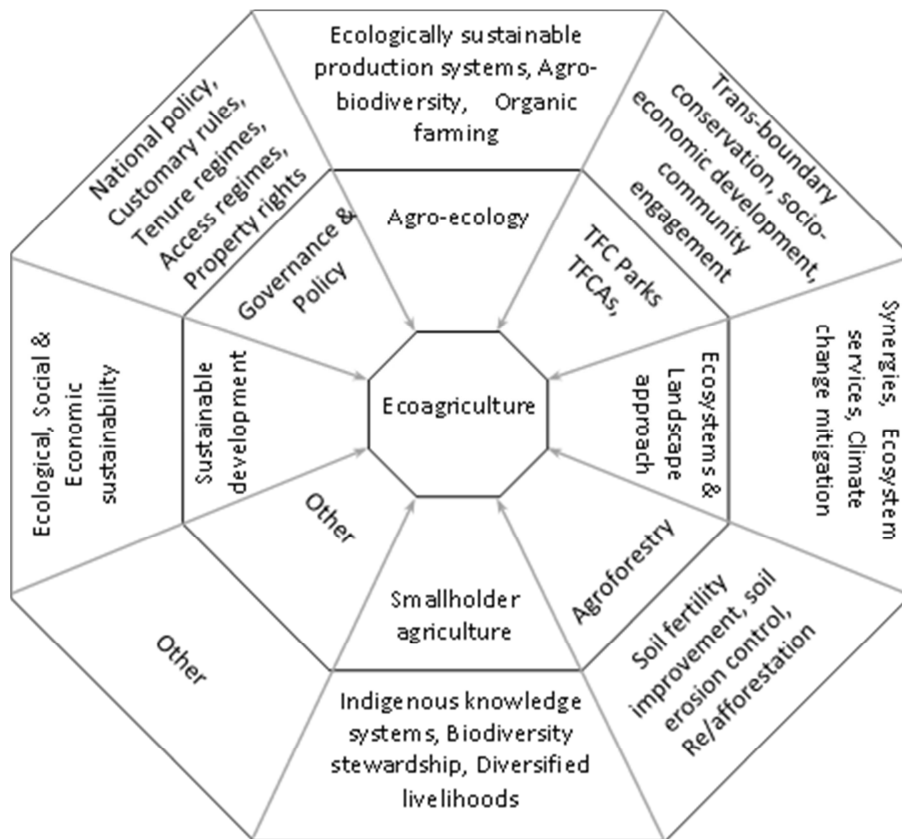 Ecologically sustainable
production systems, Agro-
biodiversity, Organic
farming
Agro-ecology
Trans-boundary
conservation, socio-
economic development,
community
engagement
TFC Parks
TFCAs,
Synergies, Ecosystem
services, Climate
change mitigation
Ecosystems &
Landscape
approach
Soil fertility
improvement, soil
erosion control,
Re/afforestation
Agroforestry
Smallholder
agriculture
Indigenous knowledge
systems, Biodiversity
stewardship, Diversified
livelihoods
Other
Other
Ecological, Social &
Economic
sustainability
Sustainable
development
National policy,
Customary rules,
Tenure regimes,
Access regimes,
Property rights
Governance &
Policy
Ecoagriculture